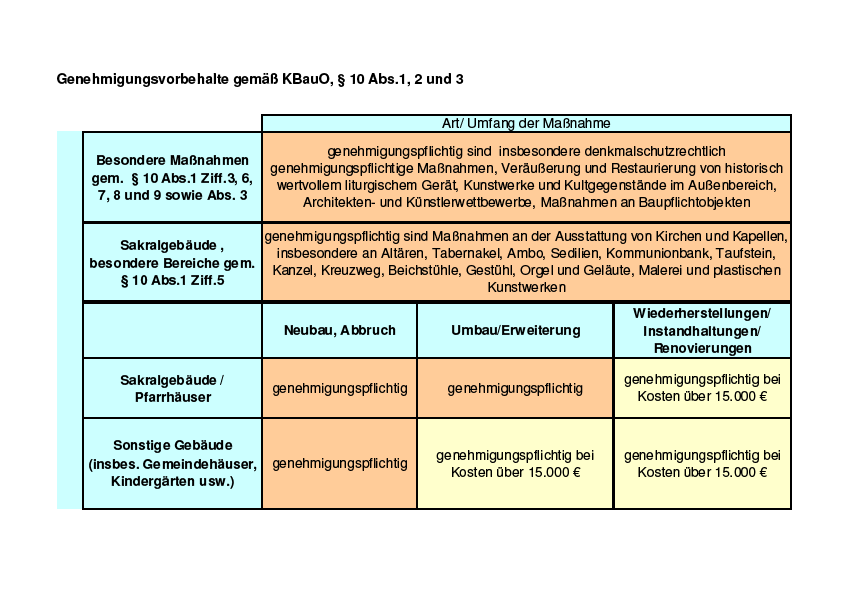 Genehmigungsvorbehalte gemäß KBauO, § 10 Abs.1, 2 und 3
Art/ Umfang der Maßnahme
Besondere Maßnahmen
gem. § 10 Abs.1 Ziff.3, 6,
7, 8 und 9 sowie Abs. 3
genehmigungspflichtig sind insbesondere denkmalschutzrechtlich
genehmigungspflichtige Maßnahmen, Veräußerung und Restaurierung von historisch
wertvollem liturgischem Gerät, Kunstwerke und Kultgegenstände im Außenbereich,
Architekten- und Künstlerwettbewerbe, Maßnahmen an Baupflichtobjekten
Sakralgebäude ,
besondere Bereiche gem.
§ 10 Abs.1 Ziff.5
genehmigungspflichtig sind Maßnahmen an der Ausstattung von Kirchen und Kapellen,
insbesondere an Altären, Tabernakel, Ambo, Sedilien, Kommunionbank, Taufstein,
Kanzel, Kreuzweg, Beichstühle, Gestühl, Orgel und Geläute, Malerei und plastischen
Kunstwerken
Neubau, Abbruch
Umbau/Erweiterung
Wiederherstellungen/
Instandhaltungen/
Renovierungen
Sakralgebäude /
Pfarrhäuser
genehmigungspflichtig
genehmigungspflichtig
genehmigungspflichtig bei
Kosten über 15.000 €
Sonstige Gebäude
(insbes. Gemeindehäuser,
Kindergärten usw.)
genehmigungspflichtig
genehmigungspflichtig bei
Kosten über 15.000 €
genehmigungspflichtig bei
Kosten über 15.000 €